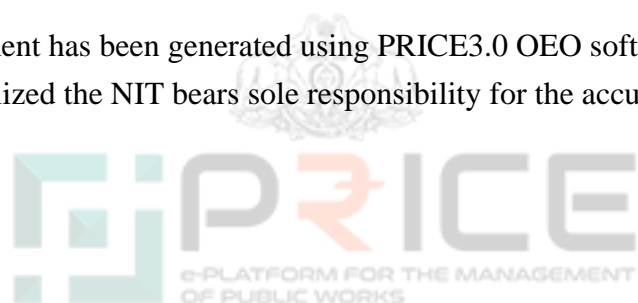 ent has been generated using PRICE3.0 OEO soft
lized the NIT bears sole responsibility for the accu
PRICE
e-PLATFORM FOR THE MANAGEMENT
OF PUBLIC WORKS